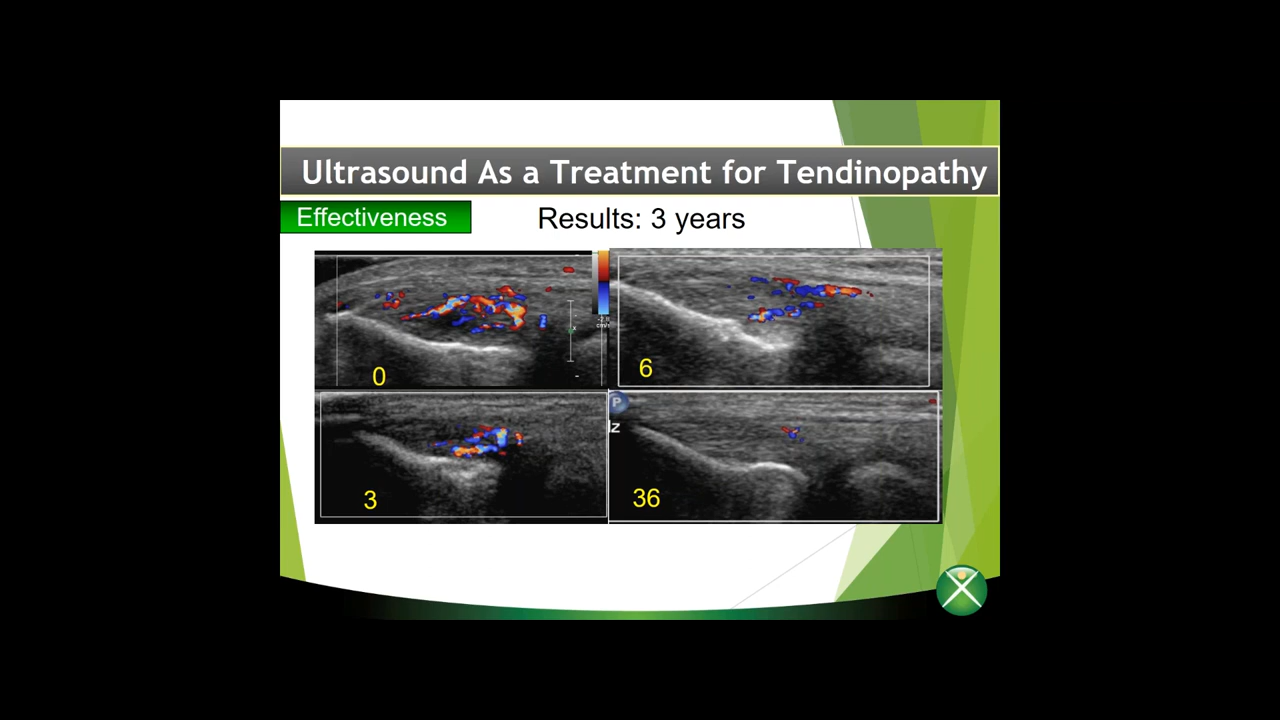 Ultrasound As a Treatment for Tendinopathy
Effectiveness
Results: 3 years
0
6
P
3
36